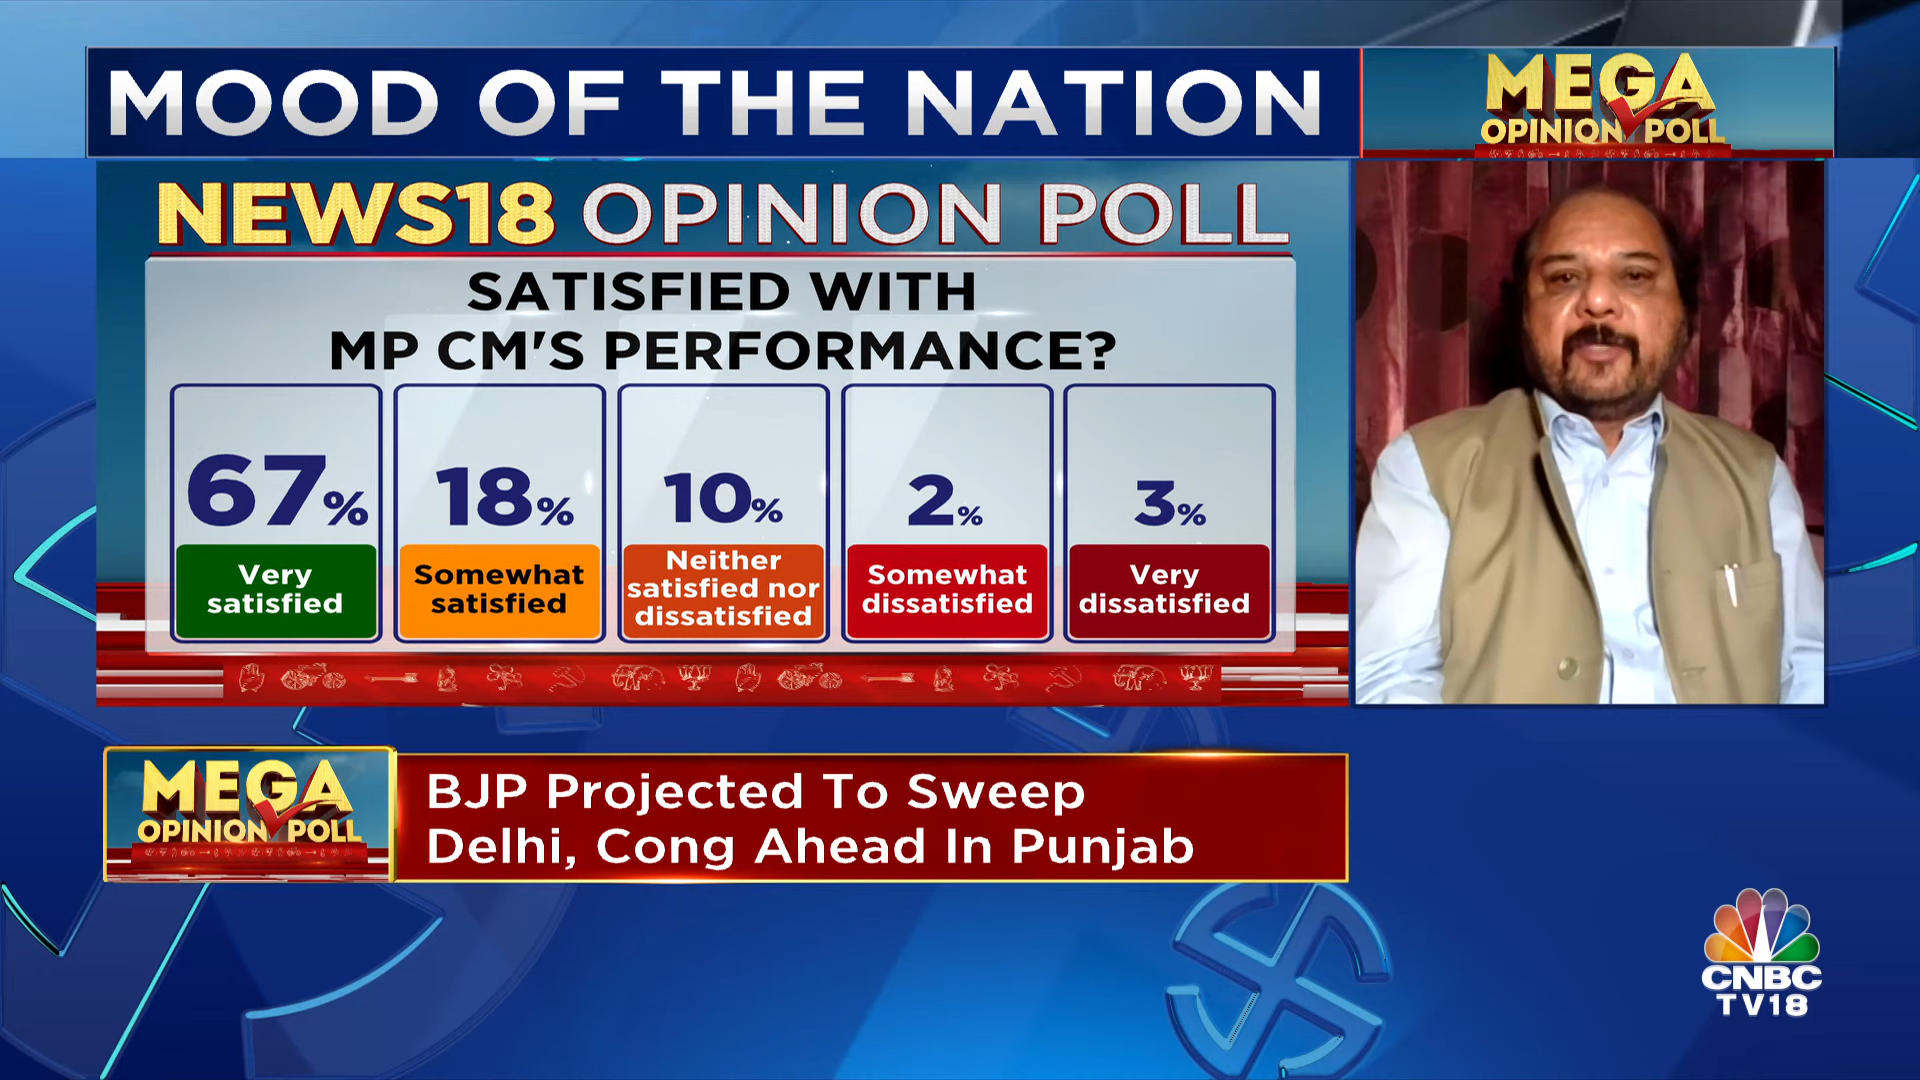 MOOD OF THE NATION
MEGA
OPINION POLL
NEWS18 OPINION POLL
SATISFIED WITH
MP CM'S PERFORMANCE?
67%
Very
satisfied
18%
Somewhat
satisfied
10%
Neither
satisfied nor
dissatisfied
2%
Somewhat
dissatisfied
3%
Very
dissatisfied
MEGA
OPINION POLL
BJP Projected To Sweep
Delhi, Cong Ahead In Punjab
CNBC
TV18